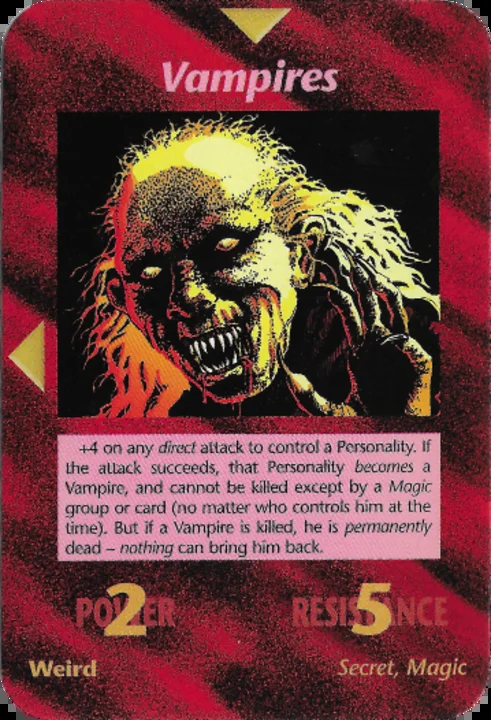 Vampires
+4 on any direct attack to control a Personality. If
the attack succeeds, that Personality becomes a
Vampire, and cannot be killed except by a Magic
group or card (no matter who controls him at the
time). But if a Vampire is killed, he is permanently
dead – nothing can bring him back.
POWER 2 RESISTANCE 5
Weird Secret, Magic